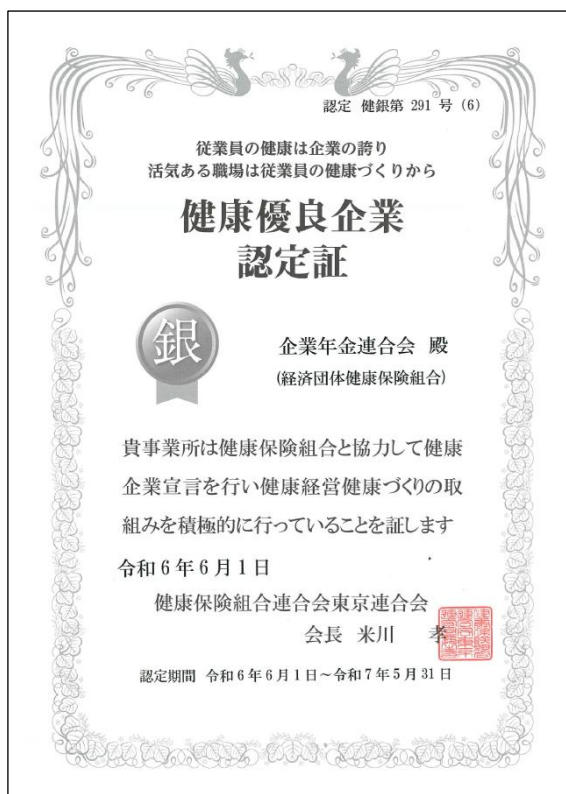 認定 健銀第 291 号 (6)
従業員の健康は企業の誇り
活気ある職場は従業員の健康づくりから
健康優良企業
認定証
銀
企業年金連合会 殿
(経済団体健康保険組合)
貴事業所は健康保険組合と協力して健康
企業宣言を行い健康経営健康づくりの取
組みを積極的に行っていることを証します
令和6年6月1日
健康保険組合連合会東京連合会
会長 米川 孝
認定期間 令和6年6月1日~令和7年5月31日